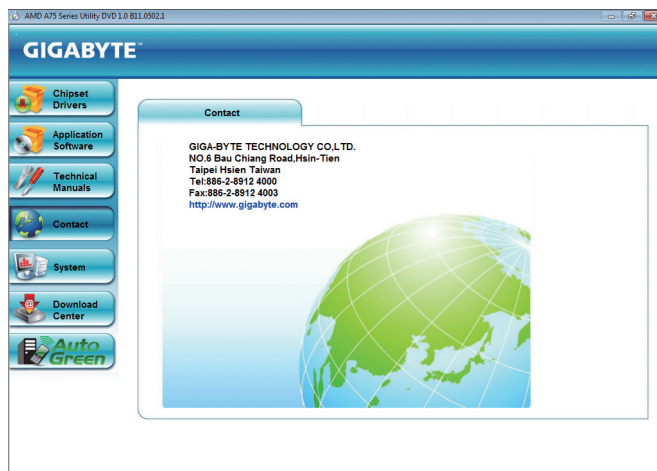 AMD A75 Series Utility DVD 1.0 B11.0502.1
GIGABYTE™
Chipset
Drivers
Application
Software
Technical
Manuals
Contact
System
Download
Center
Auto
Green
Contact
GIGA-BYTE TECHNOLOGY CO,LTD.
NO.6 Bau Chiang Road,Hsin-Tien
Taipei Hsien Taiwan
Tel:886-2-8912 4000
Fax:886-2-8912 4003
http://www.gigabyte.com